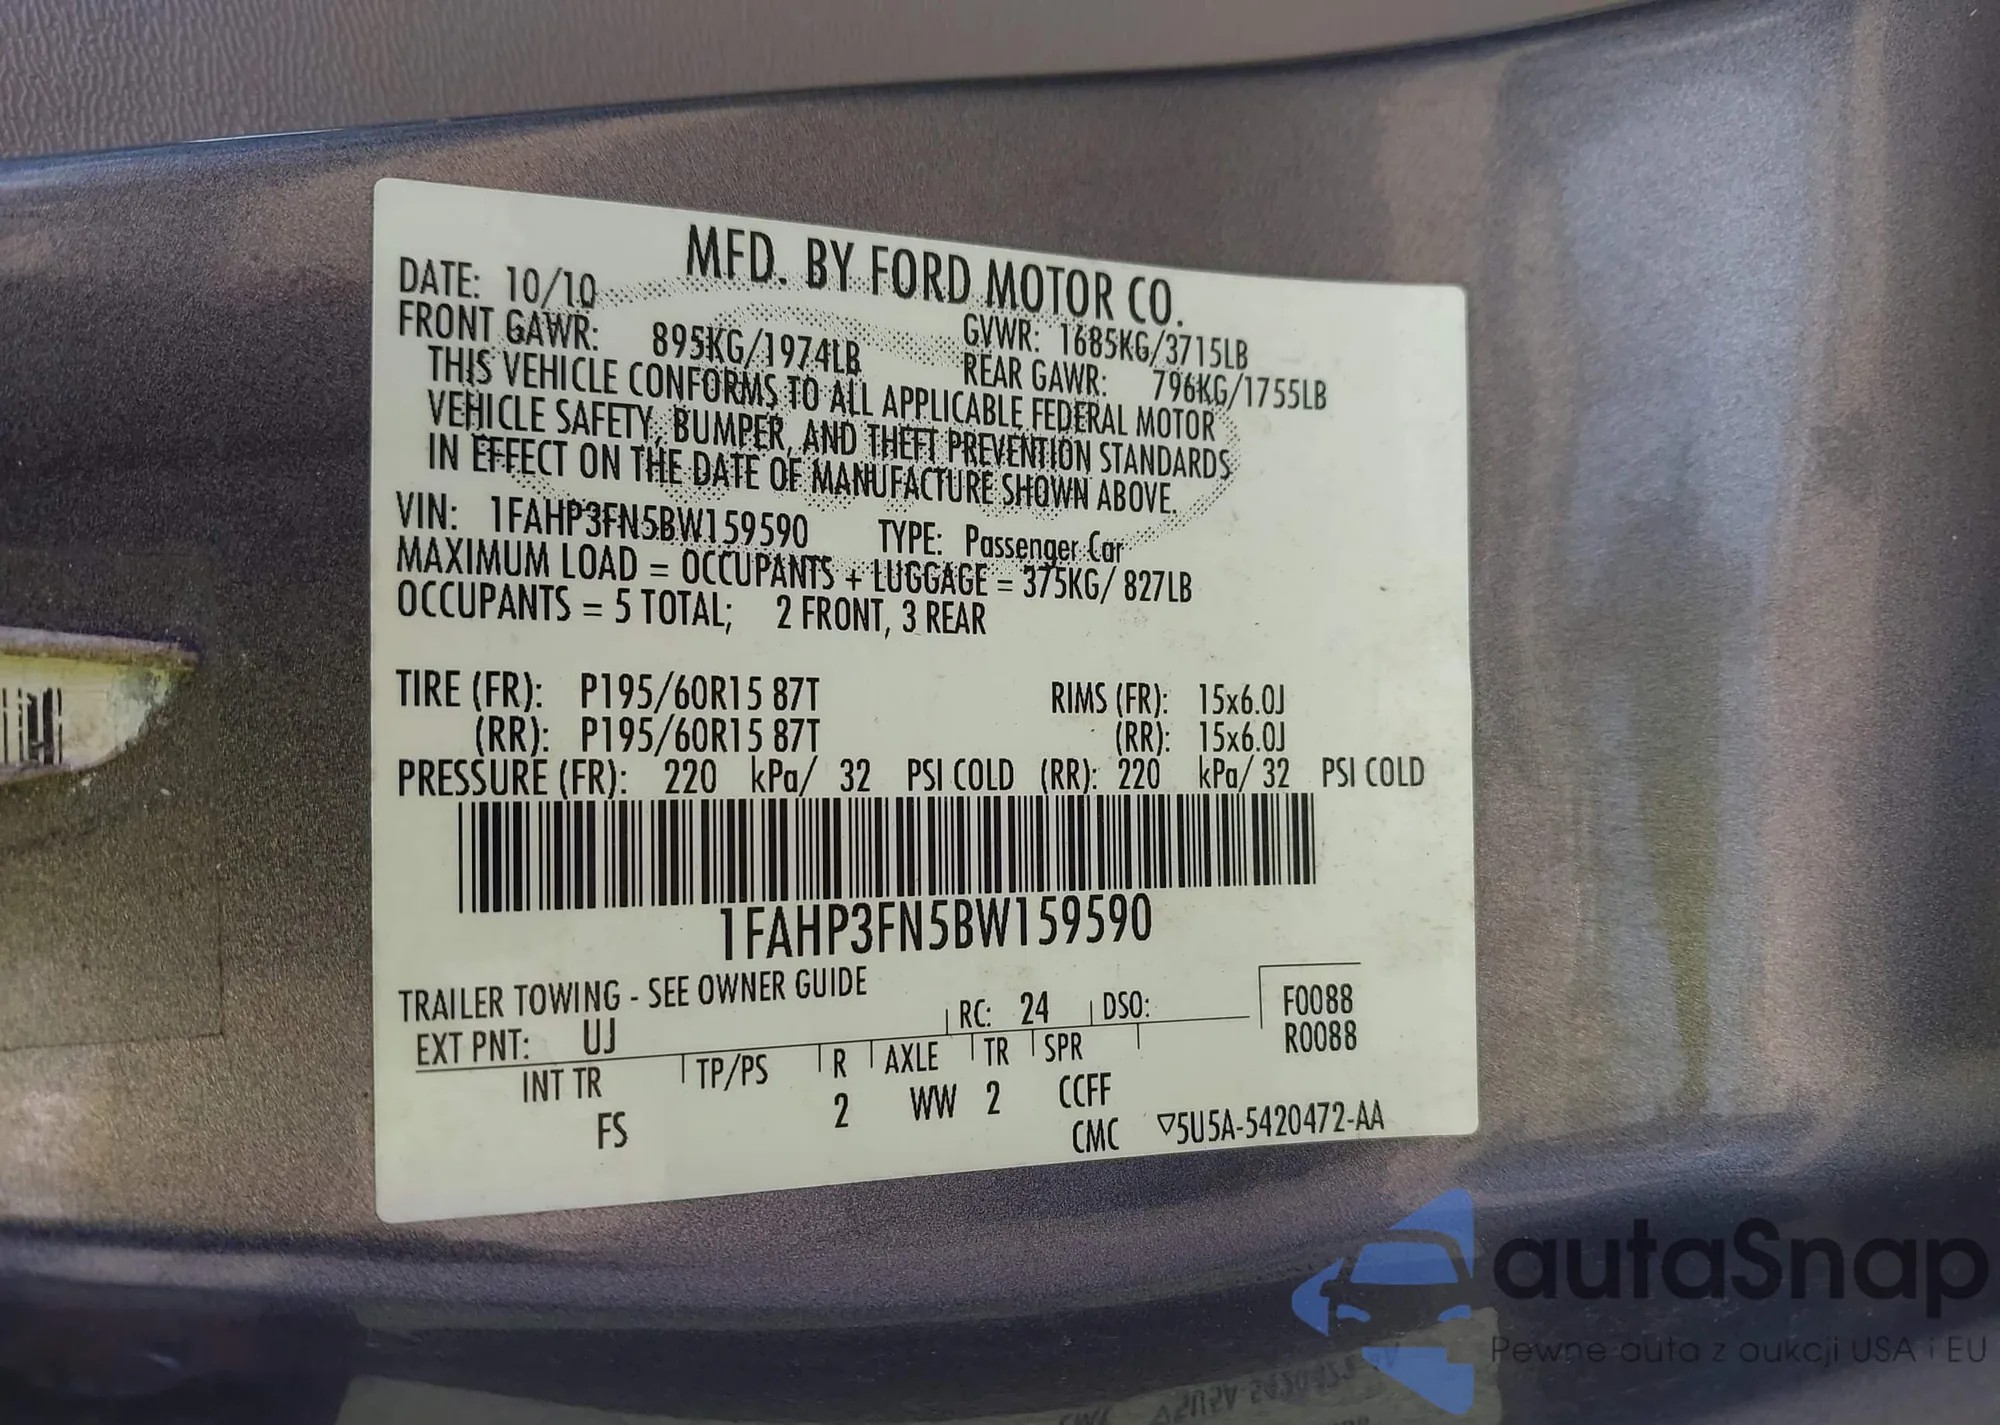 MFD. BY FORD MOTOR CO.
DATE: 10/10
FRONT GAWR: 895KG/1974LB
GVWR: 1685KG/3715LB
REAR GAWR: 796KG/1755LB
THIS VEHICLE CONFORMS TO ALL APPLICABLE FEDERAL MOTOR
VEHICLE SAFETY, BUMPER, AND THEFT PREVENTION STANDARDS
IN EFFECT ON THE DATE OF MANUFACTURE SHOWN ABOVE.
VIN: 1FAHP3FN5BW159590 TYPE: Passenger Car
MAXIMUM LOAD = OCCUPANTS + LUGGAGE = 375KG/ 827LB
OCCUPANTS = 5 TOTAL; 2 FRONT, 3 REAR
TIRE (FR): P195/60R15 87T RIMS (FR): 15x6.0J
(RR): P195/60R15 87T (RR): 15x6.0J
PRESSURE (FR): 220 kPa/ 32 PSI COLD (RR): 220 kPa/ 32 PSI COLD
1FAHP3FN5BW159590
TRAILER TOWING - SEE OWNER GUIDE
EXT PNT: UJ RC: 24 DSO: F0088
R0088
INT TR TP/PS R AXLE TR SPR
FS 2 WW 2 CCFF
CMC ▽5U5A-5420472-AA
autaSnap
Pewne auta z aukcji USA i EU